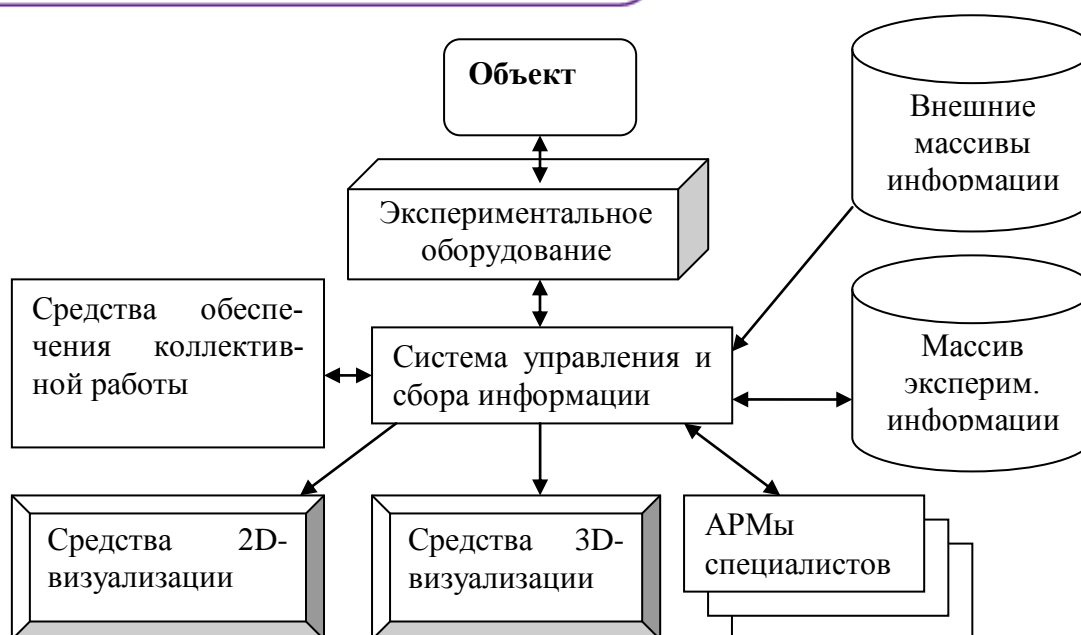 Объект
Внешние
массивы
информации
Экспериментальное
оборудование
Средства обеспе-
чения коллектив-
ной работы
Система управления и
сбора информации
Массив
эксперим.
информации
Средства 2D-
визуализации
Средства 3D-
визуализации
АРМы
специалистов